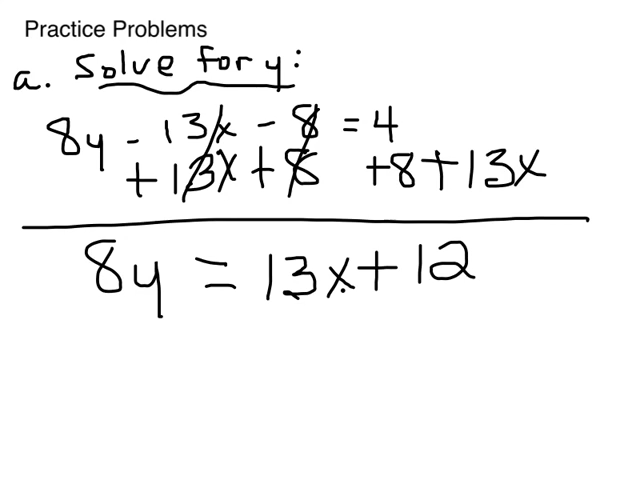 Practice Problems
a. Solve for y:
8y - 13x - 8 = 4
+ 13x + 8 +8 + 13x
8y = 13x + 12